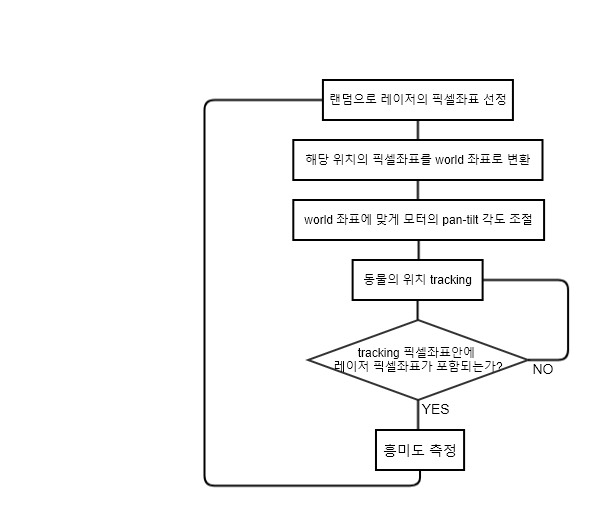 랜덤으로 레이저의 픽셀좌표 선정
해당 위치의 픽셀좌표를 world 좌표로 변환
world 좌표에 맞게 모터의 pan-tilt 각도 조절
동물의 위치 tracking
tracking 픽셀좌표안에
레이저 픽셀좌표가 포함되는가?
NO
YES
흥미도 측정